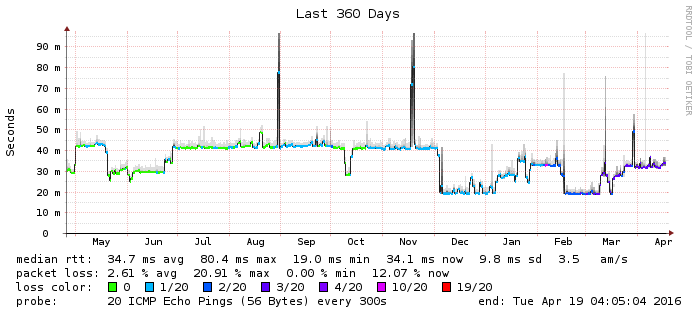 Last 360 Days
RRDTOOL / TOBI OETIKER
Seconds
90 m
80 m
70 m
60 m
50 m
40 m
30 m
20 m
10 m
0
May Jun Jul Aug Sep Oct Nov Dec Jan Feb Mar Apr
median rtt: 34.7 ms avg 80.4 ms max 19.0 ms min 34.1 ms now 9.8 ms sd 3.5 am/s
packet loss: 2.61 % avg 20.91 % max 0.00 % min 12.07 % now
loss color: 0 1/20 2/20 3/20 4/20 10/20 19/20
probe: 20 ICMP Echo Pings (56 Bytes) every 300s end: Tue Apr 19 04:05:04 2016